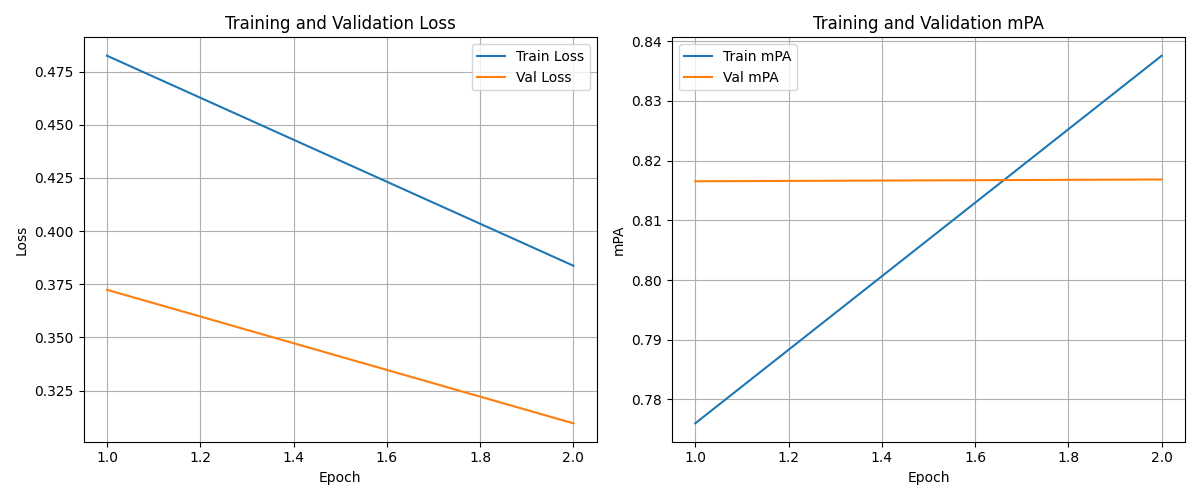 Training and Validation Loss
Train Loss
Val Loss
0.475
0.450
0.425
0.400
0.375
0.350
0.325
Loss
1.0 1.2 1.4 1.6 1.8 2.0
Epoch
Training and Validation mPA
Train mPA
Val mPA
0.84
0.83
0.82
0.81
0.80
0.79
0.78
mPA
1.0 1.2 1.4 1.6 1.8 2.0
Epoch